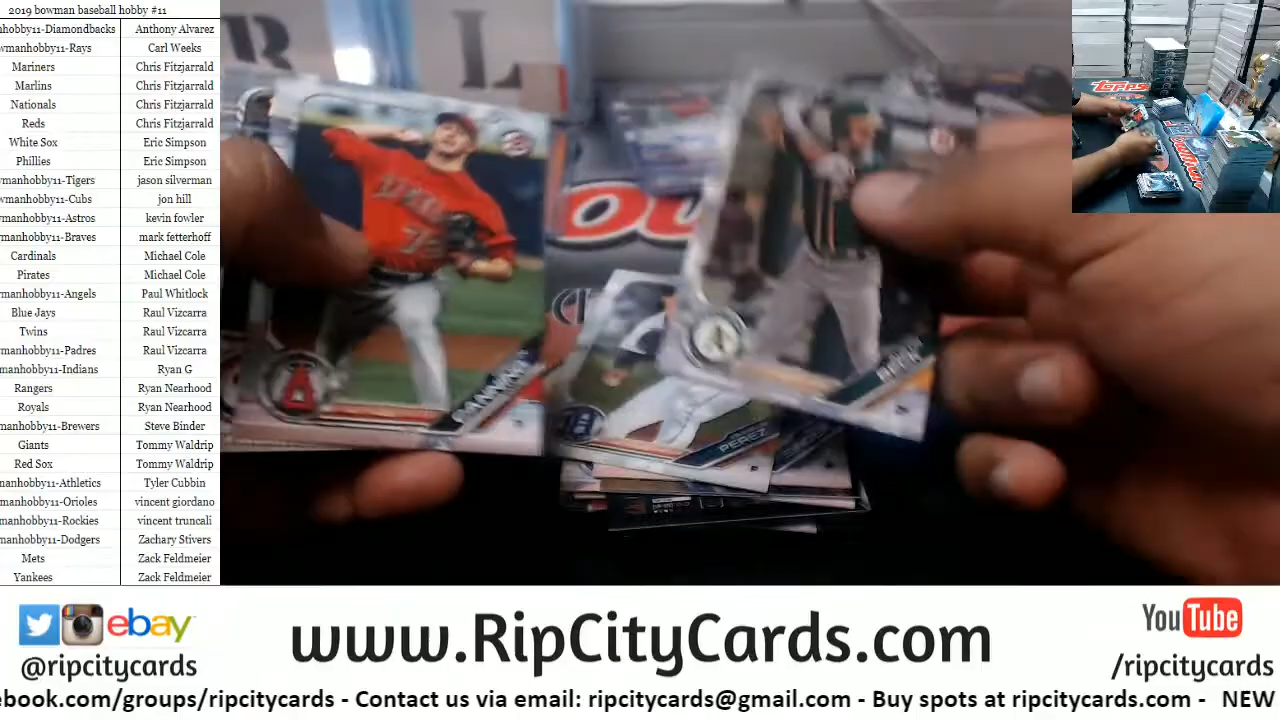 2019 bowman baseball hobby #11
hobby11-Diamondbacks Anthony Alvarez
wmanhobby11-Rays Carl Weeks
Mariners Chris Fitzjarrald
Marlins Chris Fitzjarrald
Nationals Chris Fitzjarrald
Reds Chris Fitzjarrald
White Sox Eric Simpson
Phillies Eric Simpson
wmanhobby11-Tigers jason silverman
manhobby11-Cubs jon hill
wmanhobby11-Astros kevin fowler
manhobby11-Braves mark fetterhoff
Cardinals Michael Cole
Pirates Michael Cole
manhobby11-Angels Paul Whitlock
Blue Jays Raul Vizcarra
Twins Raul Vizcarra
wmanhobby11-Padres Raul Vizcarra
manhobby11-Indians Ryan G
Rangers Ryan Nearhood
Royals Ryan Nearhood
manhobby11-Brewers Steve Binder
Giants Tommy Waldrip
Red Sox Tommy Waldrip
manhobby11-Athletics Tyler Cubbin
manhobby11-Orioles vincent giordano
manhobby11-Rockies vincent truncali
manhobby11-Dodgers Zachary Stivers
Mets Zack Feldmeier
Yankees Zack Feldmeier
R L
PEREZ
TOPPS
ebay
@ripcitycards
www.RipCityCards.com
YouTube
/ripcitycards
ebook.com/groups/ripcitycards - Contact us via email: ripcitycards@gmail.com - Buy spots at ripcitycards.com - NEW